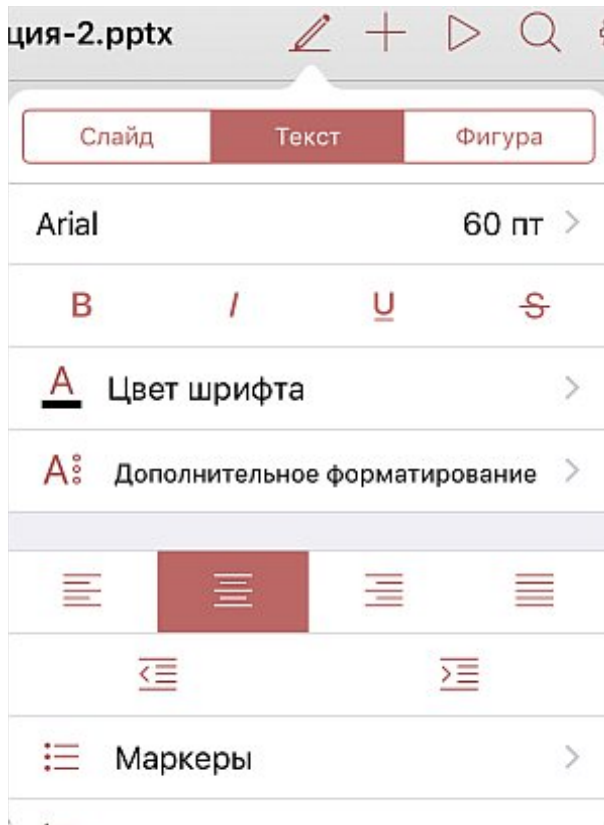 ция-2.pptx
Слайд Текст Фигура
Arial 60 пт >
B I U S
A Цвет шрифта >
A Дополнительное форматирование >
Маркеры >